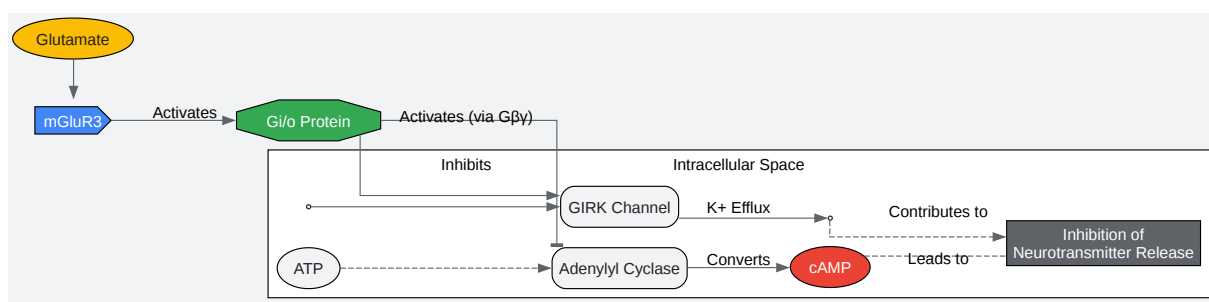 Glutamate
mGluR3
Activates
Gi/o Protein
Activates (via Gβγ)
Inhibits
Intracellular Space
GIRK Channel
K+ Efflux
Contributes to
Inhibition of
Neurotransmitter Release
ATP
Adenylyl Cyclase
Converts
cAMP
Leads to